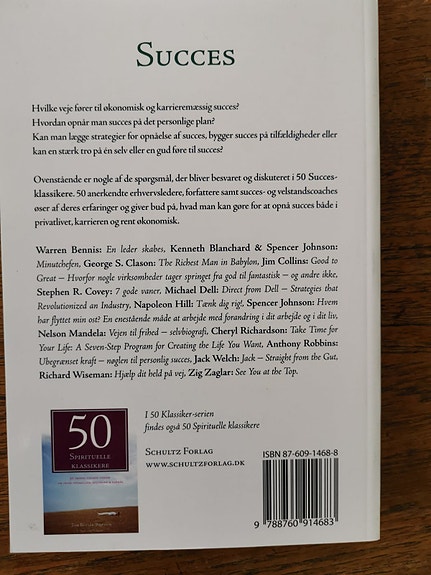 SUCCES
Hvilke veje fører til økonomisk og karrieremæssig succes?
Hvordan opnår man succes på det personlige plan?
Kan man lægge strategier for opnåelse af succes, bygger succes på tilfældigheder eller
kan en stærk tro på én selv eller en gud føre til succes?
Ovenstående er nogle af de spørgsmål, der bliver besvaret og diskuteret i 50 Succes-
klassikere. 50 anerkendte erhvervsledere, forfattere samt succes- og velstandscoaches
øser af deres erfaringer og giver bud på, hvad man kan gøre for at opnå succes både i
privatlivet, karrieren og rent økonomisk.
Warren Bennis: En leder skabes, Kenneth Blanchard & Spencer Johnson:
Minutchefen, George S. Clason: The Richest Man in Babylon, Jim Collins: Good to
Great – Hvorfor nogle virksomheder tager springet fra god til fantastisk – og andre ikke,
Stephen R. Covey: 7 gode vaner, Michael Dell: Direct from Dell – Strategies that
Revolutionized an Industry, Napoleon Hill: Tænk dig rig!, Spencer Johnson: Hvem
har flyttet min ost? En enestående måde at arbejde med forandring i dit arbejde og i dit liv,
Nelson Mandela: Vejen til frihed – selvbiografi, Cheryl Richardson: Take Time for
Your Life: A Seven-Step Program for Creating the Life You Want, Anthony Robbins:
Ubegrænset kraft – nøglen til personlig succes, Jack Welch: Jack – Straight from the Gut,
Richard Wiseman: Hjælp dit held på vej, Zig Zaglar: See You at the Top.
50
SPIRITUELLE
KLASSIKERE
I 50 Klassiker-serien
findes også 50 Spirituelle klassikere
SCHULTZ FORLAG
WWW.SCHULTZFORLAG.DK
ISBN 87-609-1468-8
9 788760 914683